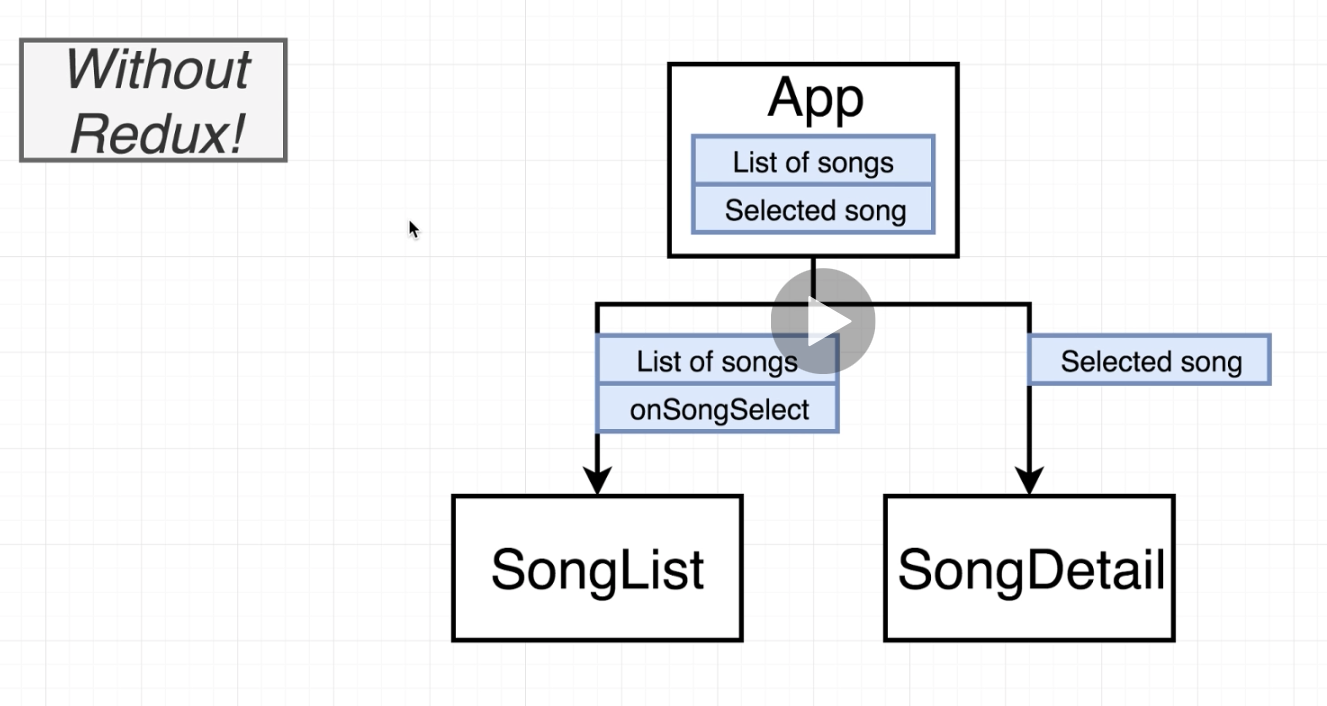 Without
Redux!
App
List of songs
Selected song
List of songs
onSongSelect
Selected song
SongList
SongDetail